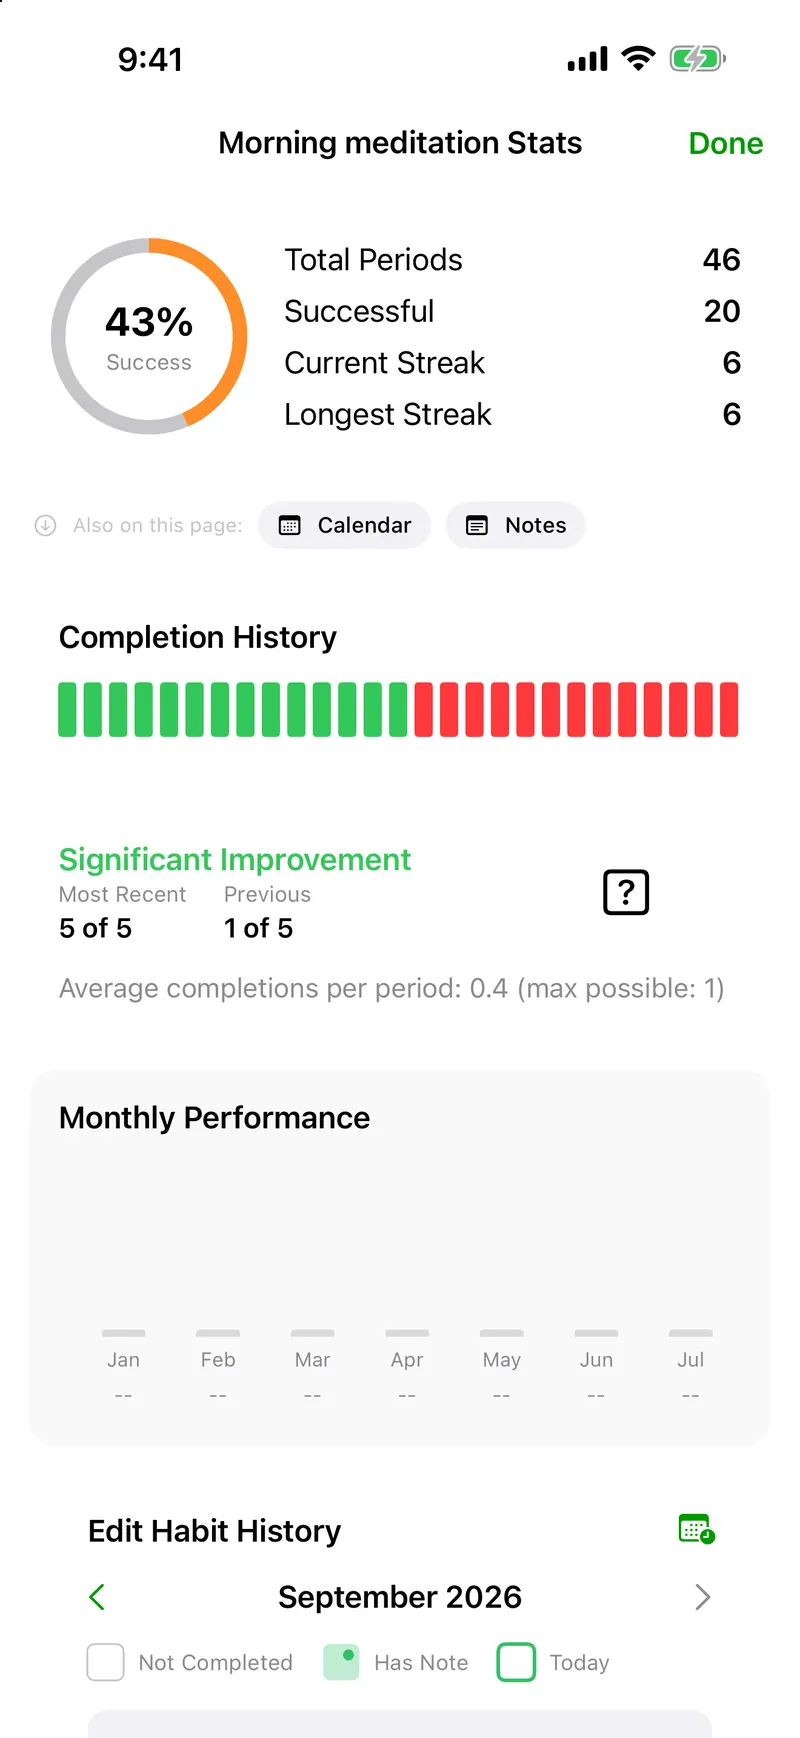 9:41
Morning meditation Stats
Done
43%
Success
Total Periods 46
Successful 20
Current Streak 6
Longest Streak 6
Also on this page: Calendar Notes
Completion History
Significant Improvement
Most Recent Previous
5 of 5 1 of 5
?
Average completions per period: 0.4 (max possible: 1)
Monthly Performance
Jan Feb Mar Apr May Jun Jul
-- -- -- -- -- -- --
Edit Habit History
September 2026
Not Completed Has Note Today